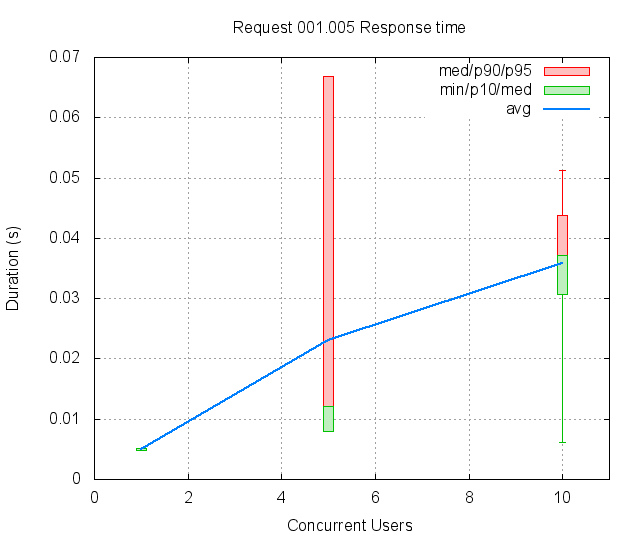 Request 001.005 Response time
0.07
0.06
0.05
0.04
0.03
0.02
0.01
0
med/p90/p95
min/p10/med
avg
Duration (s)
0 2 4 6 8 10
Concurrent Users